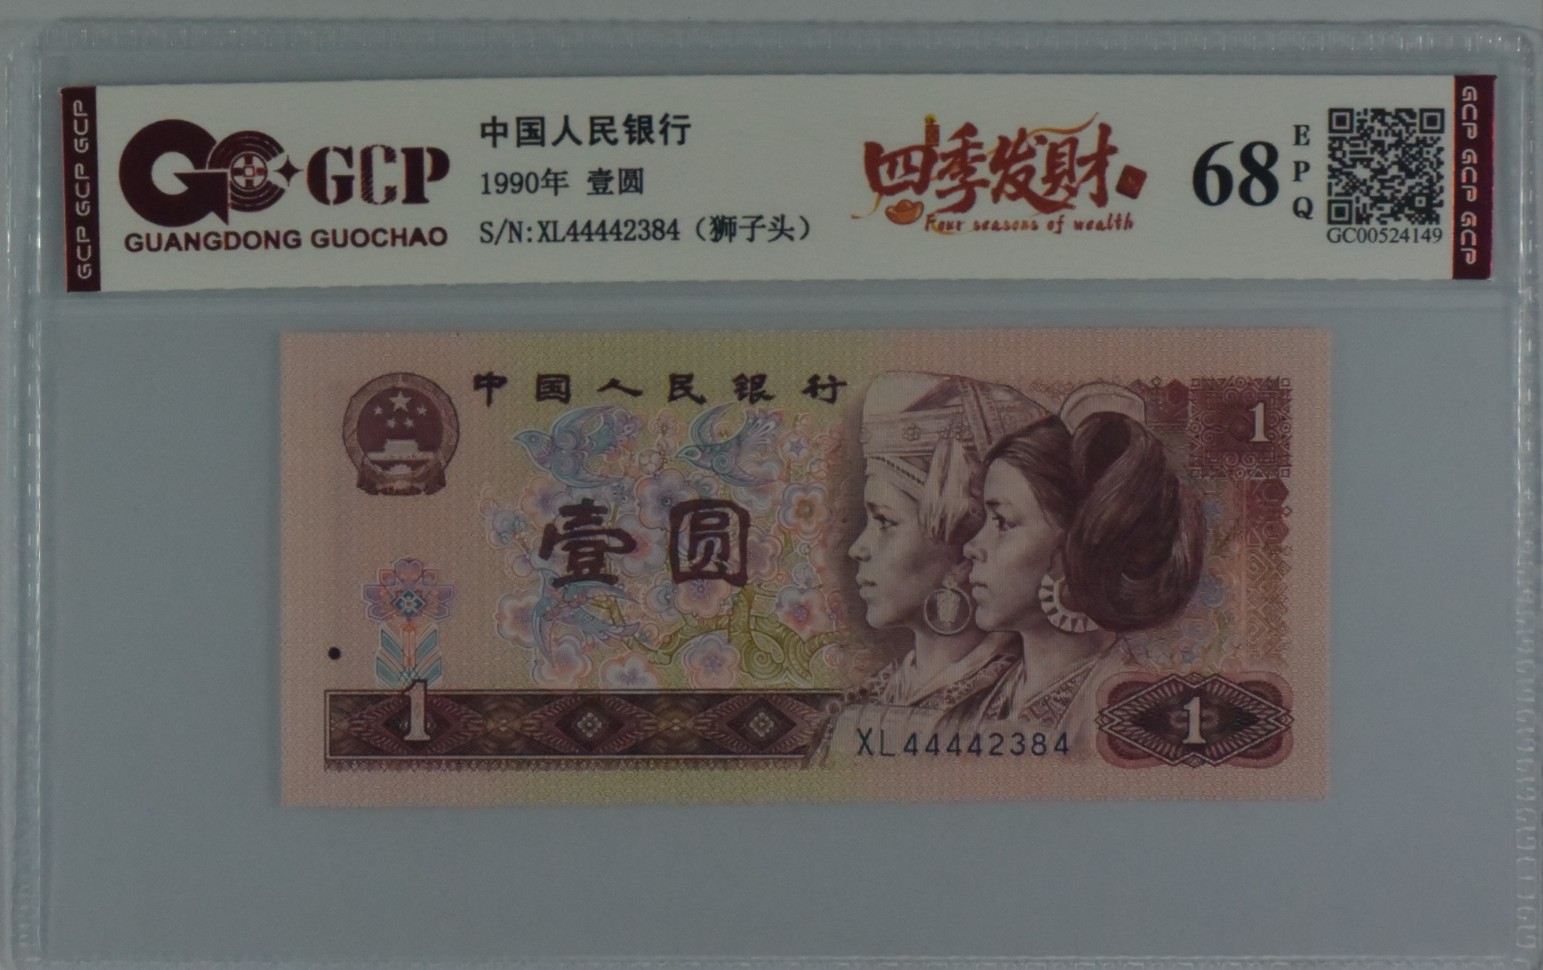 GCP GCP GCP
GCP
GUANGDONG GUOCHAO
中国人民银行
1990年 壹圆
S/N:XL44442384（狮子头）
四季发财
Four seasons of wealth
68
EPQ
GC00524149
GCP GCP GCP
中国人民银行
1
壹圆
1
XL44442384
1